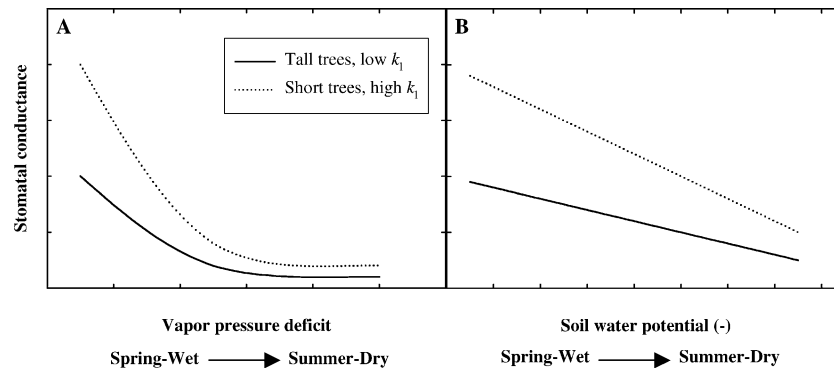 A
B
Tall trees, low k₁
Short trees, high k₁
Stomatal conductance
Vapor pressure deficit
Soil water potential (-)
Spring-Wet
Summer-Dry
Spring-Wet
Summer-Dry